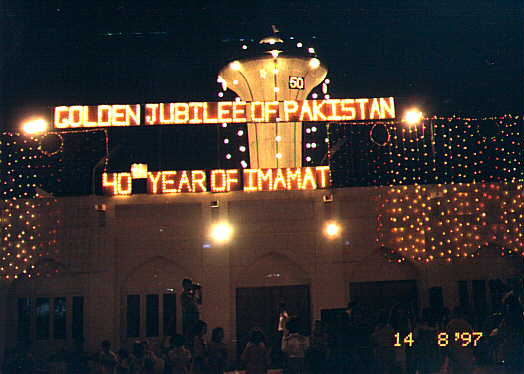 50
GOLDEN JUBILEE OF PAKISTAN
40TH YEAR OF IMAMAT
14 8 '97